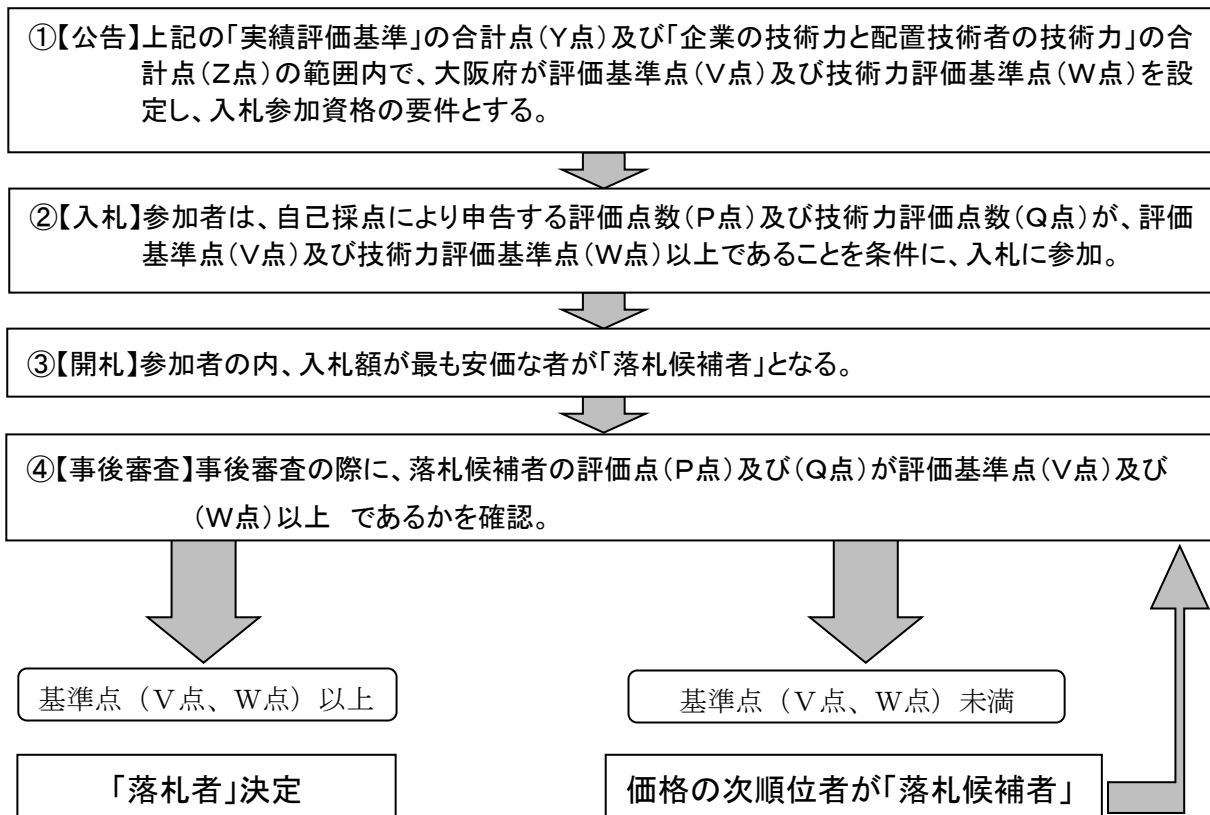 ①【公告】上記の「実績評価基準」の合計点(Y点)及び「企業の技術力と配置技術者の技術力」の合
計点(Z点)の範囲内で、大阪府が評価基準点(V点)及び技術力評価基準点(W点)を設
定し、入札参加資格の要件とする。
②【入札】参加者は、自己採点により申告する評価点数(P点)及び技術力評価点数(Q点)が、評価
基準点(V点)及び技術力評価基準点(W点)以上であることを条件に、入札に参加。
③【開札】参加者の内、入札額が最も安価な者が「落札候補者」となる。
④【事後審査】事後審査の際に、落札候補者の評価点(P点)及び(Q点)が評価基準点(V点)及び
(W点)以上 であるかを確認。
基準点(V点、W点)以上
基準点(V点、W点)未満
「落札者」決定
価格の次順位者が「落札候補者」